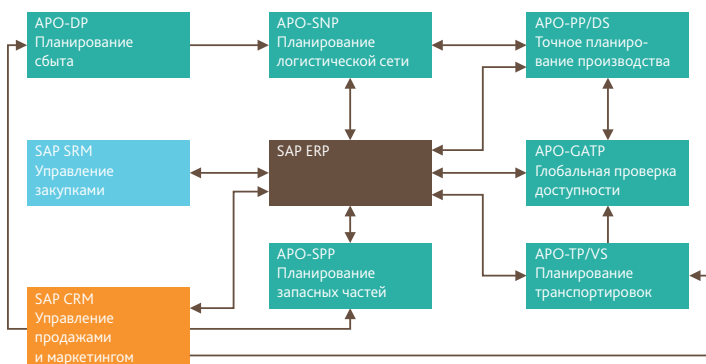 APO-DP
Планирование
сбыта
APO-SNP
Планирование
логистической сети
APO-PP/DS
Точное планиро-
вание производства
SAP SRM
Управление
закупками
SAP ERP
APO-GATP
Глобальная проверка
доступности
APO-SPP
Планирование
запасных частей
APO-TP/VS
Планирование
транспортировок
SAP CRM
Управление
продажами
и маркетингом